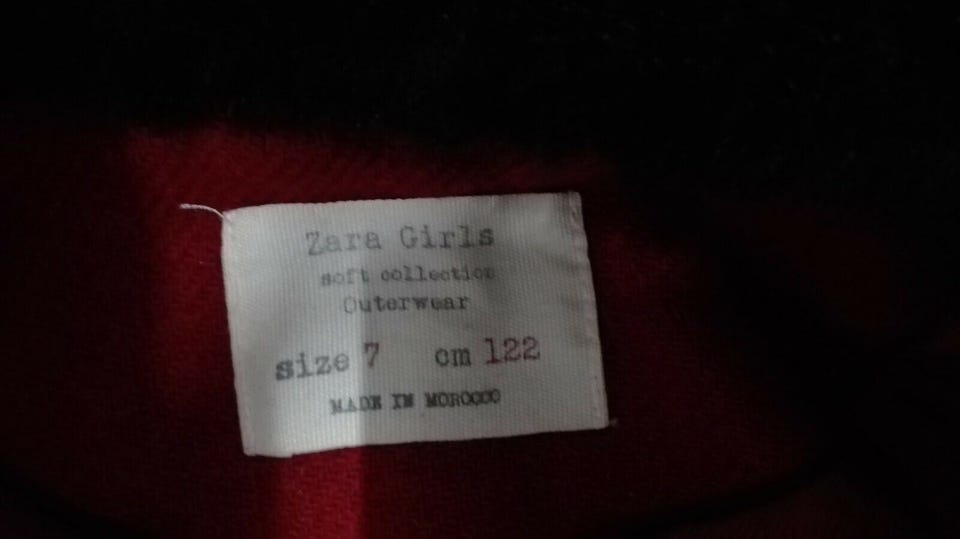 Zara Girls
soft collection
Outerwear
size 7 cm 122
MADE IN MOROCCO